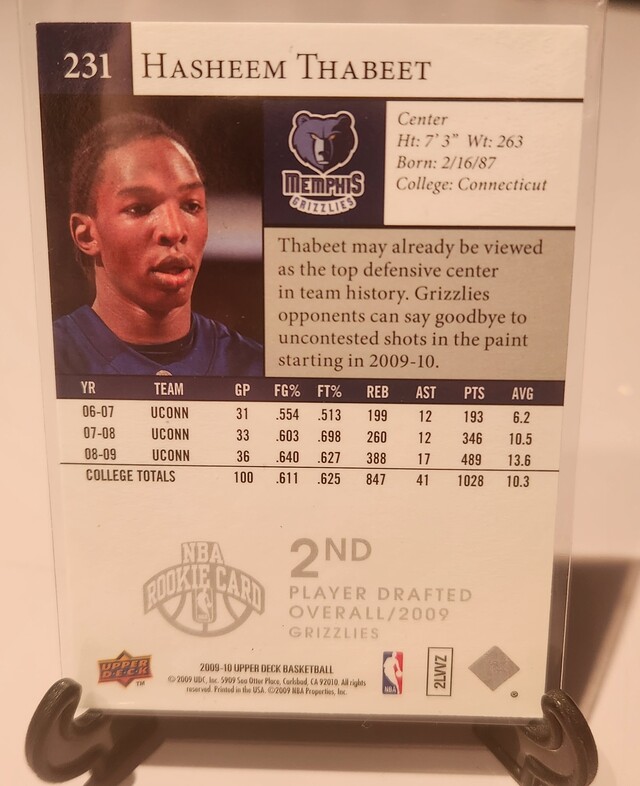 231 HASHEEM THABEET
MEMPHIS
GRIZZLIES
Center
Ht: 7' 3" Wt: 263
Born: 2/16/87
College: Connecticut
Thabeet may already be viewed
as the top defensive center
in team history. Grizzlies
opponents can say goodbye to
uncontested shots in the paint
starting in 2009-10.
YR TEAM GP FG% FT% REB AST PTS AVG
06-07 UCONN 31 .554 .513 199 12 193 6.2
07-08 UCONN 33 .603 .698 260 12 346 10.5
08-09 UCONN 36 .640 .627 388 17 489 13.6
COLLEGE TOTALS 100 .611 .625 847 41 1028 10.3
NBA
ROOKIE CARD
2ND
PLAYER DRAFTED
OVERALL/2009
GRIZZLIES
UPPER
DECK
TM
2009-10 UPPER DECK BASKETBALL
© 2009 UDC, Inc. 5909 Sea Otter Place, Carlsbad, CA 92010. All rights
reserved. Printed in the USA. ©2009 NBA Properties, Inc.
NBA
2LVVZ
®